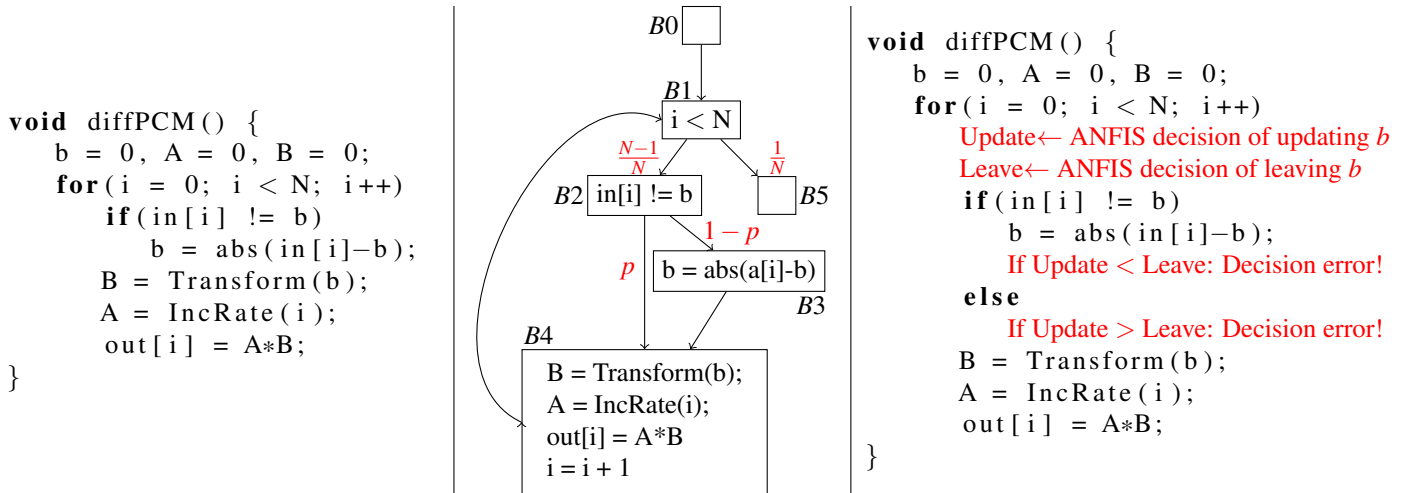 void diffPCM() {
b = 0, A = 0, B = 0;
for(i = 0; i < N; i++)
if(in[i] != b)
b = abs(in[i]−b);
B = Transform(b);
A = IncRate(i);
out[i] = A*B;
}
B0
B1
i < N
N−1
N
1
N
B2
in[i] != b
B5
1 − p
p
b = abs(a[i]-b)
B3
B4
B = Transform(b);
A = IncRate(i);
out[i] = A*B
i = i + 1
void diffPCM() {
b = 0, A = 0, B = 0;
for(i = 0; i < N; i++)
Update← ANFIS decision of updating b
Leave← ANFIS decision of leaving b
if(in[i] != b)
b = abs(in[i]−b);
If Update < Leave: Decision error!
else
If Update > Leave: Decision error!
B = Transform(b);
A = IncRate(i);
out[i] = A*B;
}